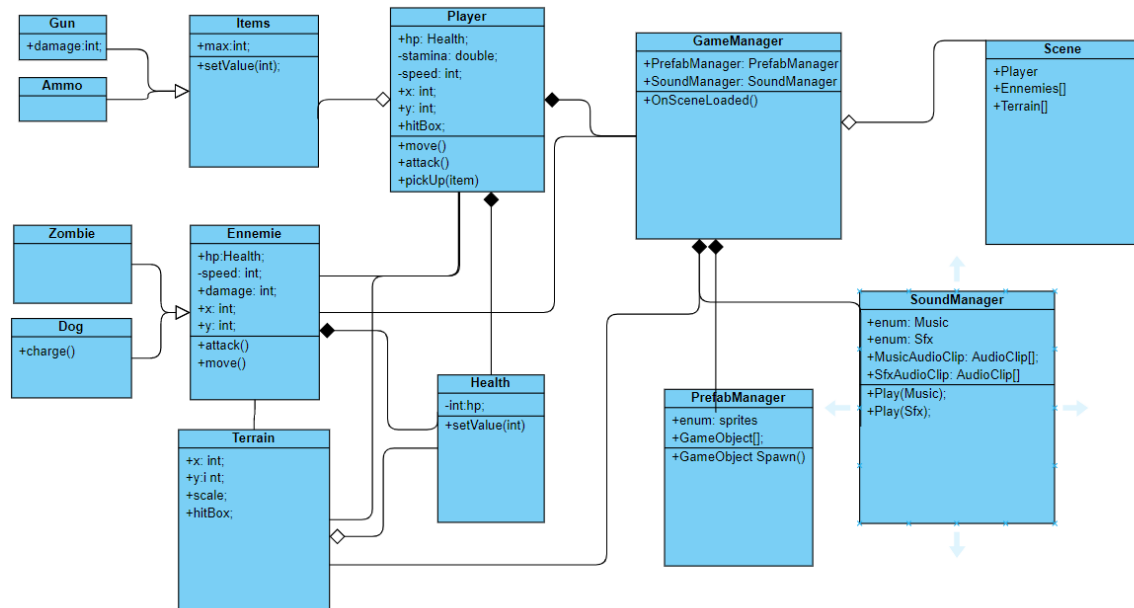 Gun
+damage:int;
Ammo
Items
+max:int;
+setValue(int);
Player
+hp: Health;
-stamina: double;
-speed: int;
+x: int;
+y: int;
+hitBox;
+move()
+attack()
+pickUp(item)
GameManager
+PrefabManager: PrefabManager
+SoundManager: SoundManager
+OnSceneLoaded()
Scene
+Player
+Ennemies[]
+Terrain[]
Zombie
Dog
+charge()
Ennemie
+hp:Health;
-speed: int;
+damage: int;
+x: int;
+y: int;
+attack()
+move()
Terrain
+x: int;
+y:i nt;
+scale;
+hitBox;
Health
-int:hp;
+setValue(int)
PrefabManager
+enum: sprites
+GameObject[];
+GameObject Spawn()
SoundManager
+enum: Music
+enum: Sfx
+MusicAudioClip: AudioClip[];
+SfxAudioClip: AudioClip[]
+Play(Music);
+Play(Sfx);